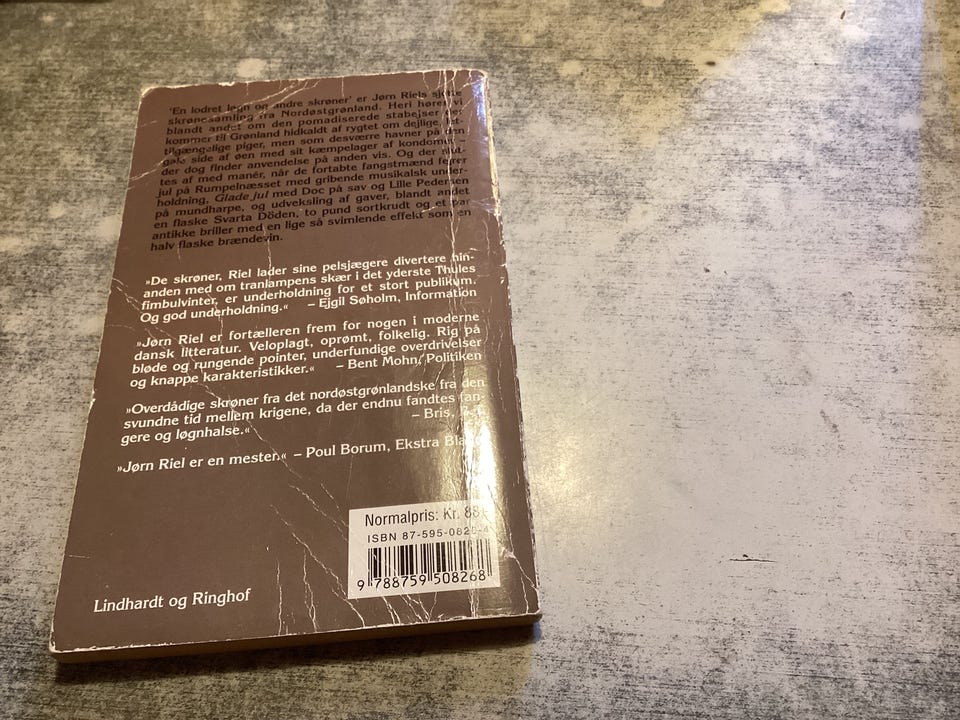 'En lodret løgn og andre skrøner' er Jørn Riels sjette
skrønesamling fra Nordøstgrønland. Heri hører vi
blandt andet om den pomadiserede stabejser der
kommer til Grønland hidkaldt af rygtet om dejlige, let-
tilgængelige piger, men som desværre havner på den
gale side af øen med sit kæmpelager af kondomer,
der dog finder anvendelse på anden vis. Og der slut-
tes af med manér, når de fortabte fangstmænd fejrer
jul på Rumpelnæsset med gribende musikalsk under-
holdning, Glade jul med Doc på sav og Lille Pedersen
på mundharpe, og udveksling af gaver, blandt andet
en flaske Svarta Döden, to pund sortkrudt og et par
antikke briller med en lige så svimlende effekt som en
halv flaske brændevin.
»De skrøner, Riel lader sine pelsjægere divertere hin-
anden med om tranlampens skær i det yderste Thules
fimbulvinter, er underholdning for et stort publikum.
Og god underholdning.« – Ejgil Søholm, Information
»Jørn Riel er fortælleren frem for nogen i moderne
dansk litteratur. Veloplagt, oprømt, folkelig. Rig på
bløde og rungende pointer, underfundige overdrivelser
og knappe karakteristikker.« – Bent Mohn, Politiken
»Overdådige skrøner fra det nordøstgrønlandske fra den
svundne tid mellem krigene, da der endnu fandtes fan-
gere og løgnhalse.« – Bris,
»Jørn Riel er en mester.« – Poul Borum, Ekstra Bladet
Normalpris: Kr. 88,-
ISBN 87-595-0826-4
9 788759 508268
Lindhardt og Ringhof